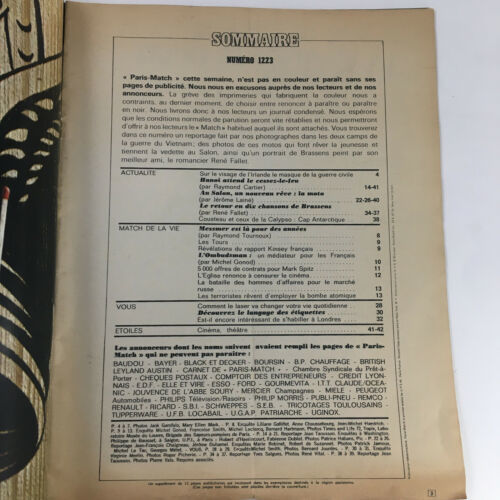 SOMMAIRE
NUMÉRO 1223
« Paris-Match » cette semaine, n'est pas en couleur et paraît sans ses
pages de publicité. Nous nous en excusons auprès de nos lecteurs et de nos
annonceurs. La grève des imprimeries qui fabriquent la couleur nous a
contraints, au dernier moment, de choisir entre renoncer à paraître ou paraître
en noir. Nous livrons donc à nos lecteurs un journal condensé. Nous espérons
que les conditions normales de parution seront vite rétablies et nous permettront
d'offrir à nos lecteurs le « Match » habituel auquel ils sont attachés. Vous trouverez
dans ce numéro un reportage fait par nos photographes dans les deux camps de
la guerre du Vietnam; des photos de ces motos qui font rêver la jeunesse et
tiennent la vedette au Salon, ainsi qu'un portrait de Brassens peint par son
meilleur ami, le romancier René Fallet.
ACTUALITE
Sur le visage de l'Irlande le masque de la guerre civile 4
Hanoï attend le cessez-le-feu
(par Raymond Cartier) 14-41
Au Salon, un nouveau rêve : la moto
(par Jérôme Lainé) 22-26-40
Le retour en dix chansons de Brassens
(par René Fallet) 34-37
Cousteau et ceux de la Calypso : Cap Antarctique 38
MATCH DE LA VIE
Messmer est là pour des années
(par Raymond Tournoux) 8
Les Tours 9
Révélations du rapport Kinsey français 9
L'Ombudsman : un médiateur pour les Français
(par Michel Gonod) 10
5 000 offres de contrats pour Mark Spitz 11
L'Eglise renonce à censurer le cinéma 12
La bataille des hommes d'affaires pour le marché
russe 13
Les terroristes rêvent d'employer la bombe atomique 13
VOUS
Comment le laser va changer votre vie quotidienne 28
Découvrez le langage des étiquettes 30
Est-il encore intéressant de s'habiller à Londres 32
ETOILES
Cinéma, théâtre 41-42
Les annonceurs dont les noms suivent avaient rempli les pages de « Paris-
Match » qui ne peuvent pas paraître :
BAUDOU - BAYER - BLACK ET DECKER - BOURSIN - B.P. CHAUFFAGE - BRITISH
LEYLAND AUSTIN - CARNET DE « PARIS-MATCH » - Chambre Syndicale du Prêt-à-
Porter - CHEQUES POSTAUX - COMPTOIR DES ENTREPRENEURS - CREDIT LYON-
NAIS - E.D.F. - ELLE ET VIRE - ESSO - FORD - GOURMEVITA - I.T.T. CLAUDE/OCEA-
NIC - JOUVENCE DE L'ABBE SOURY - MERCIER Champagnes - MIELE - PEUGEOT
Automobiles - PHILIPS Télévision/Rasoirs - PHILIP MORRIS - PUBLI-PNEU - REMCO
RENAULT - RICARD - S.B.I. - SCHWEPPES - S.E.B. - TRICOTAGES TOULOUSAINS
TUPPERWARE - U.F.B. LOCABAIL - U.G.A.P. PATRIARCHE - UGINOX.